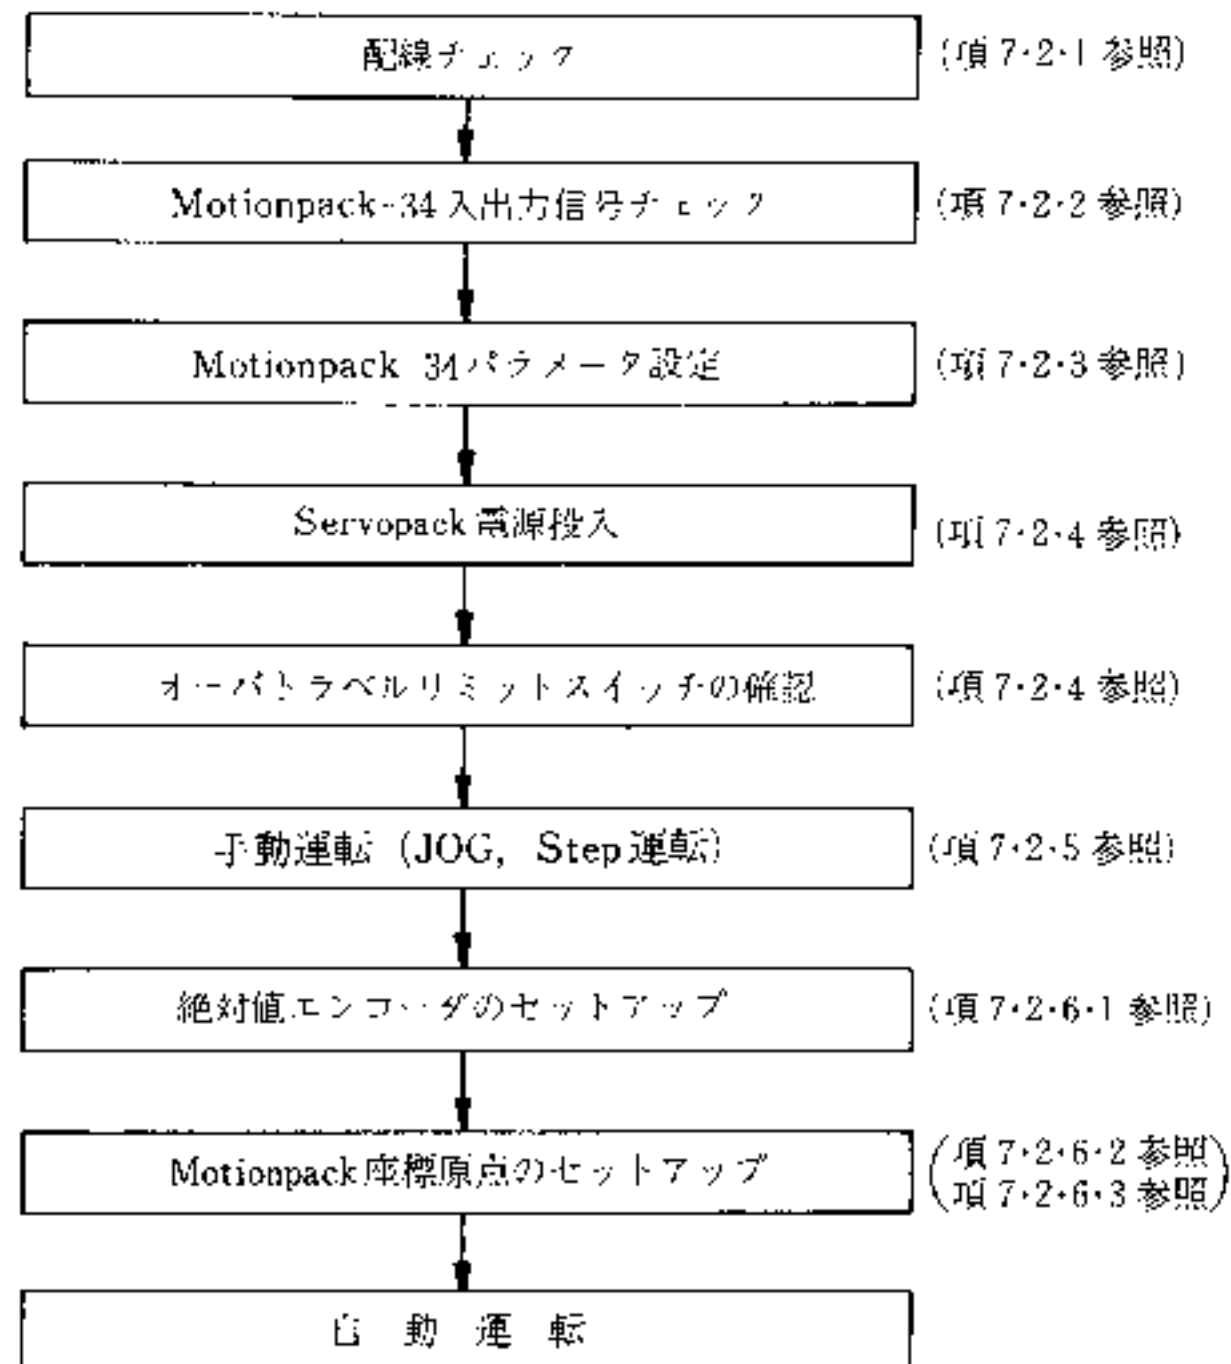 配線チェック (項 7・2・1 参照)
Motionpack-34 入出力信号チェック (項 7・2・2 参照)
Motionpack-34 パラメータ設定 (項 7・2・3 参照)
Servopack 電源投入 (項 7・2・4 参照)
オーバトラベルリミットスイッチの確認 (項 7・2・4 参照)
手動運転 (JOG, Step 運転) (項 7・2・5 参照)
絶対値エンコーダのセットアップ (項 7・2・6・1 参照)
Motionpack 座標原点のセットアップ (項 7・2・6・2 参照
項 7・2・6・3 参照)
自動運転